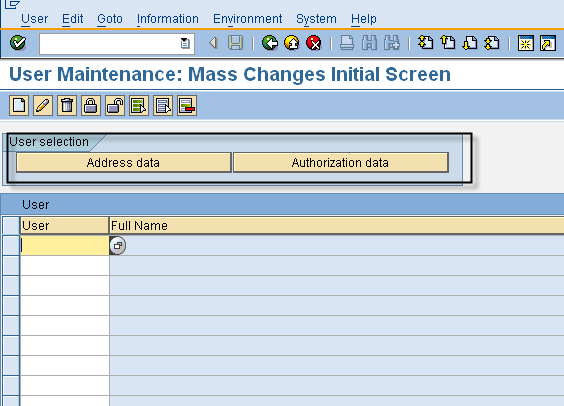 User Edit Goto Information Environment System Help
User Maintenance: Mass Changes Initial Screen
User selection
Address data Authorization data
User
User Full Name